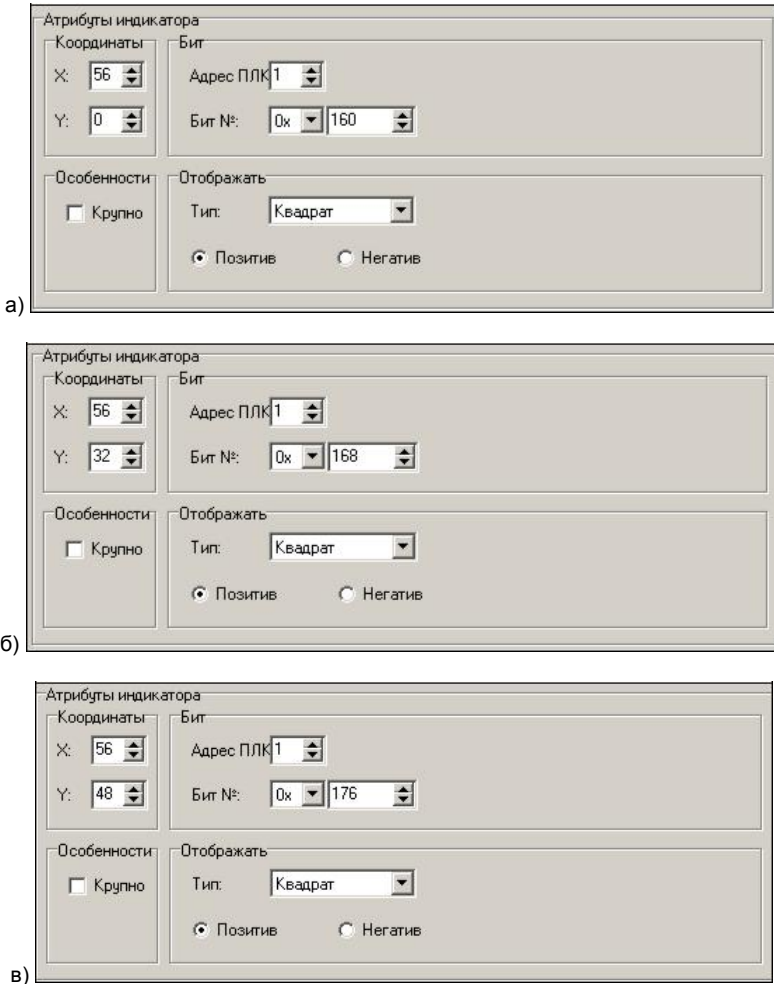 Атрибуты индикатора
Координаты Бит
X: 56 Адрес ПЛК 1
Y: 0 Бит №: 0x 160
Особенности Отображать
Крупно Тип: Квадрат
Позитив Негатив
а)
Атрибуты индикатора
Координаты Бит
X: 56 Адрес ПЛК 1
Y: 32 Бит №: 0x 168
Особенности Отображать
Крупно Тип: Квадрат
Позитив Негатив
б)
Атрибуты индикатора
Координаты Бит
X: 56 Адрес ПЛК 1
Y: 48 Бит №: 0x 176
Особенности Отображать
Крупно Тип: Квадрат
Позитив Негатив
в)